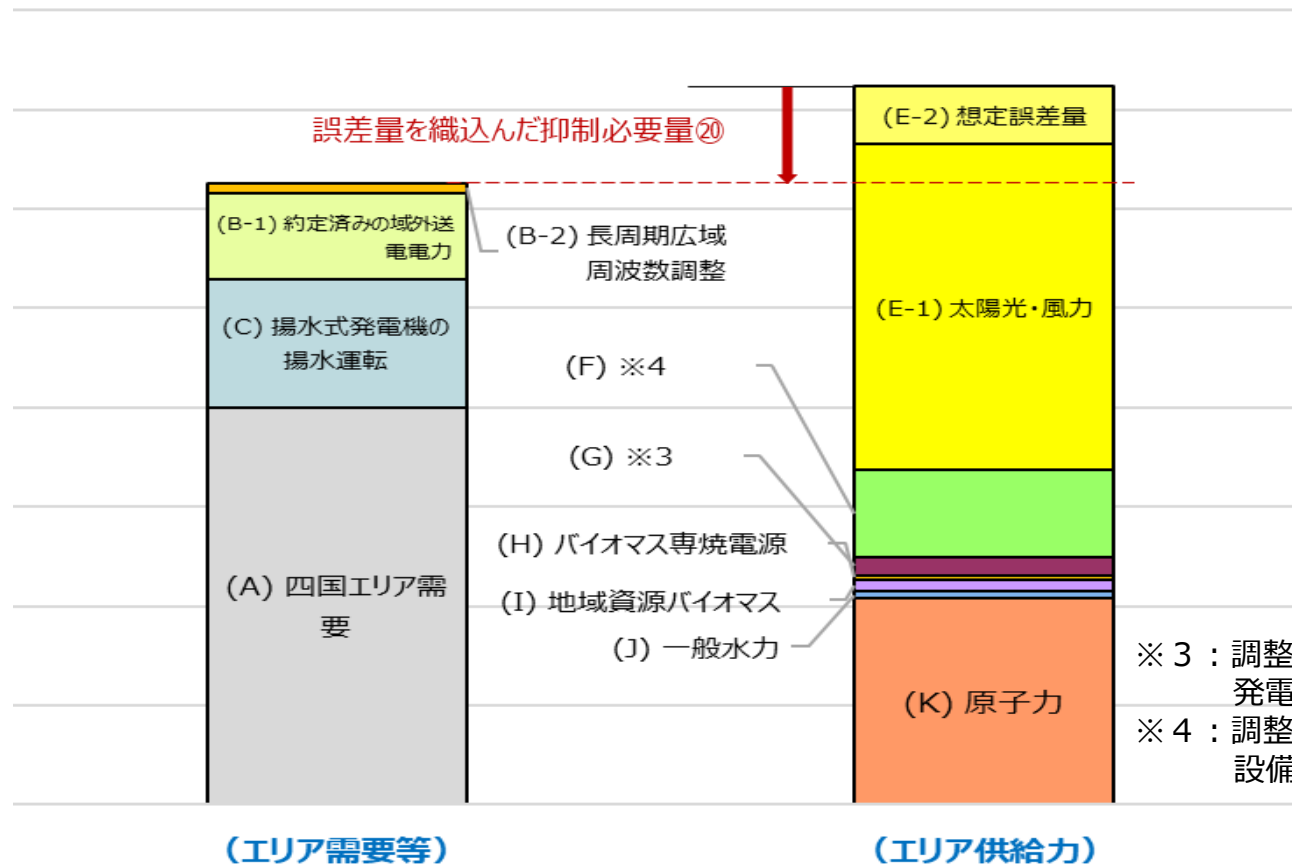 誤差量を織込んだ抑制必要量⑳
(E-2) 想定誤差量
(B-1) 約定済みの域外送
電電力
(B-2) 長周期広域
周波数調整
(C) 揚水式発電機の
揚水運転
(E-1) 太陽光・風力
(F) ※4
(G) ※3
(H) バイオマス専焼電源
(A) 四国エリア需
要
(I) 地域資源バイオマス
(J) 一般水力
(K) 原子力
※３：調整
発電
※４：調整
設備
（エリア需要等）
（エリア供給力）